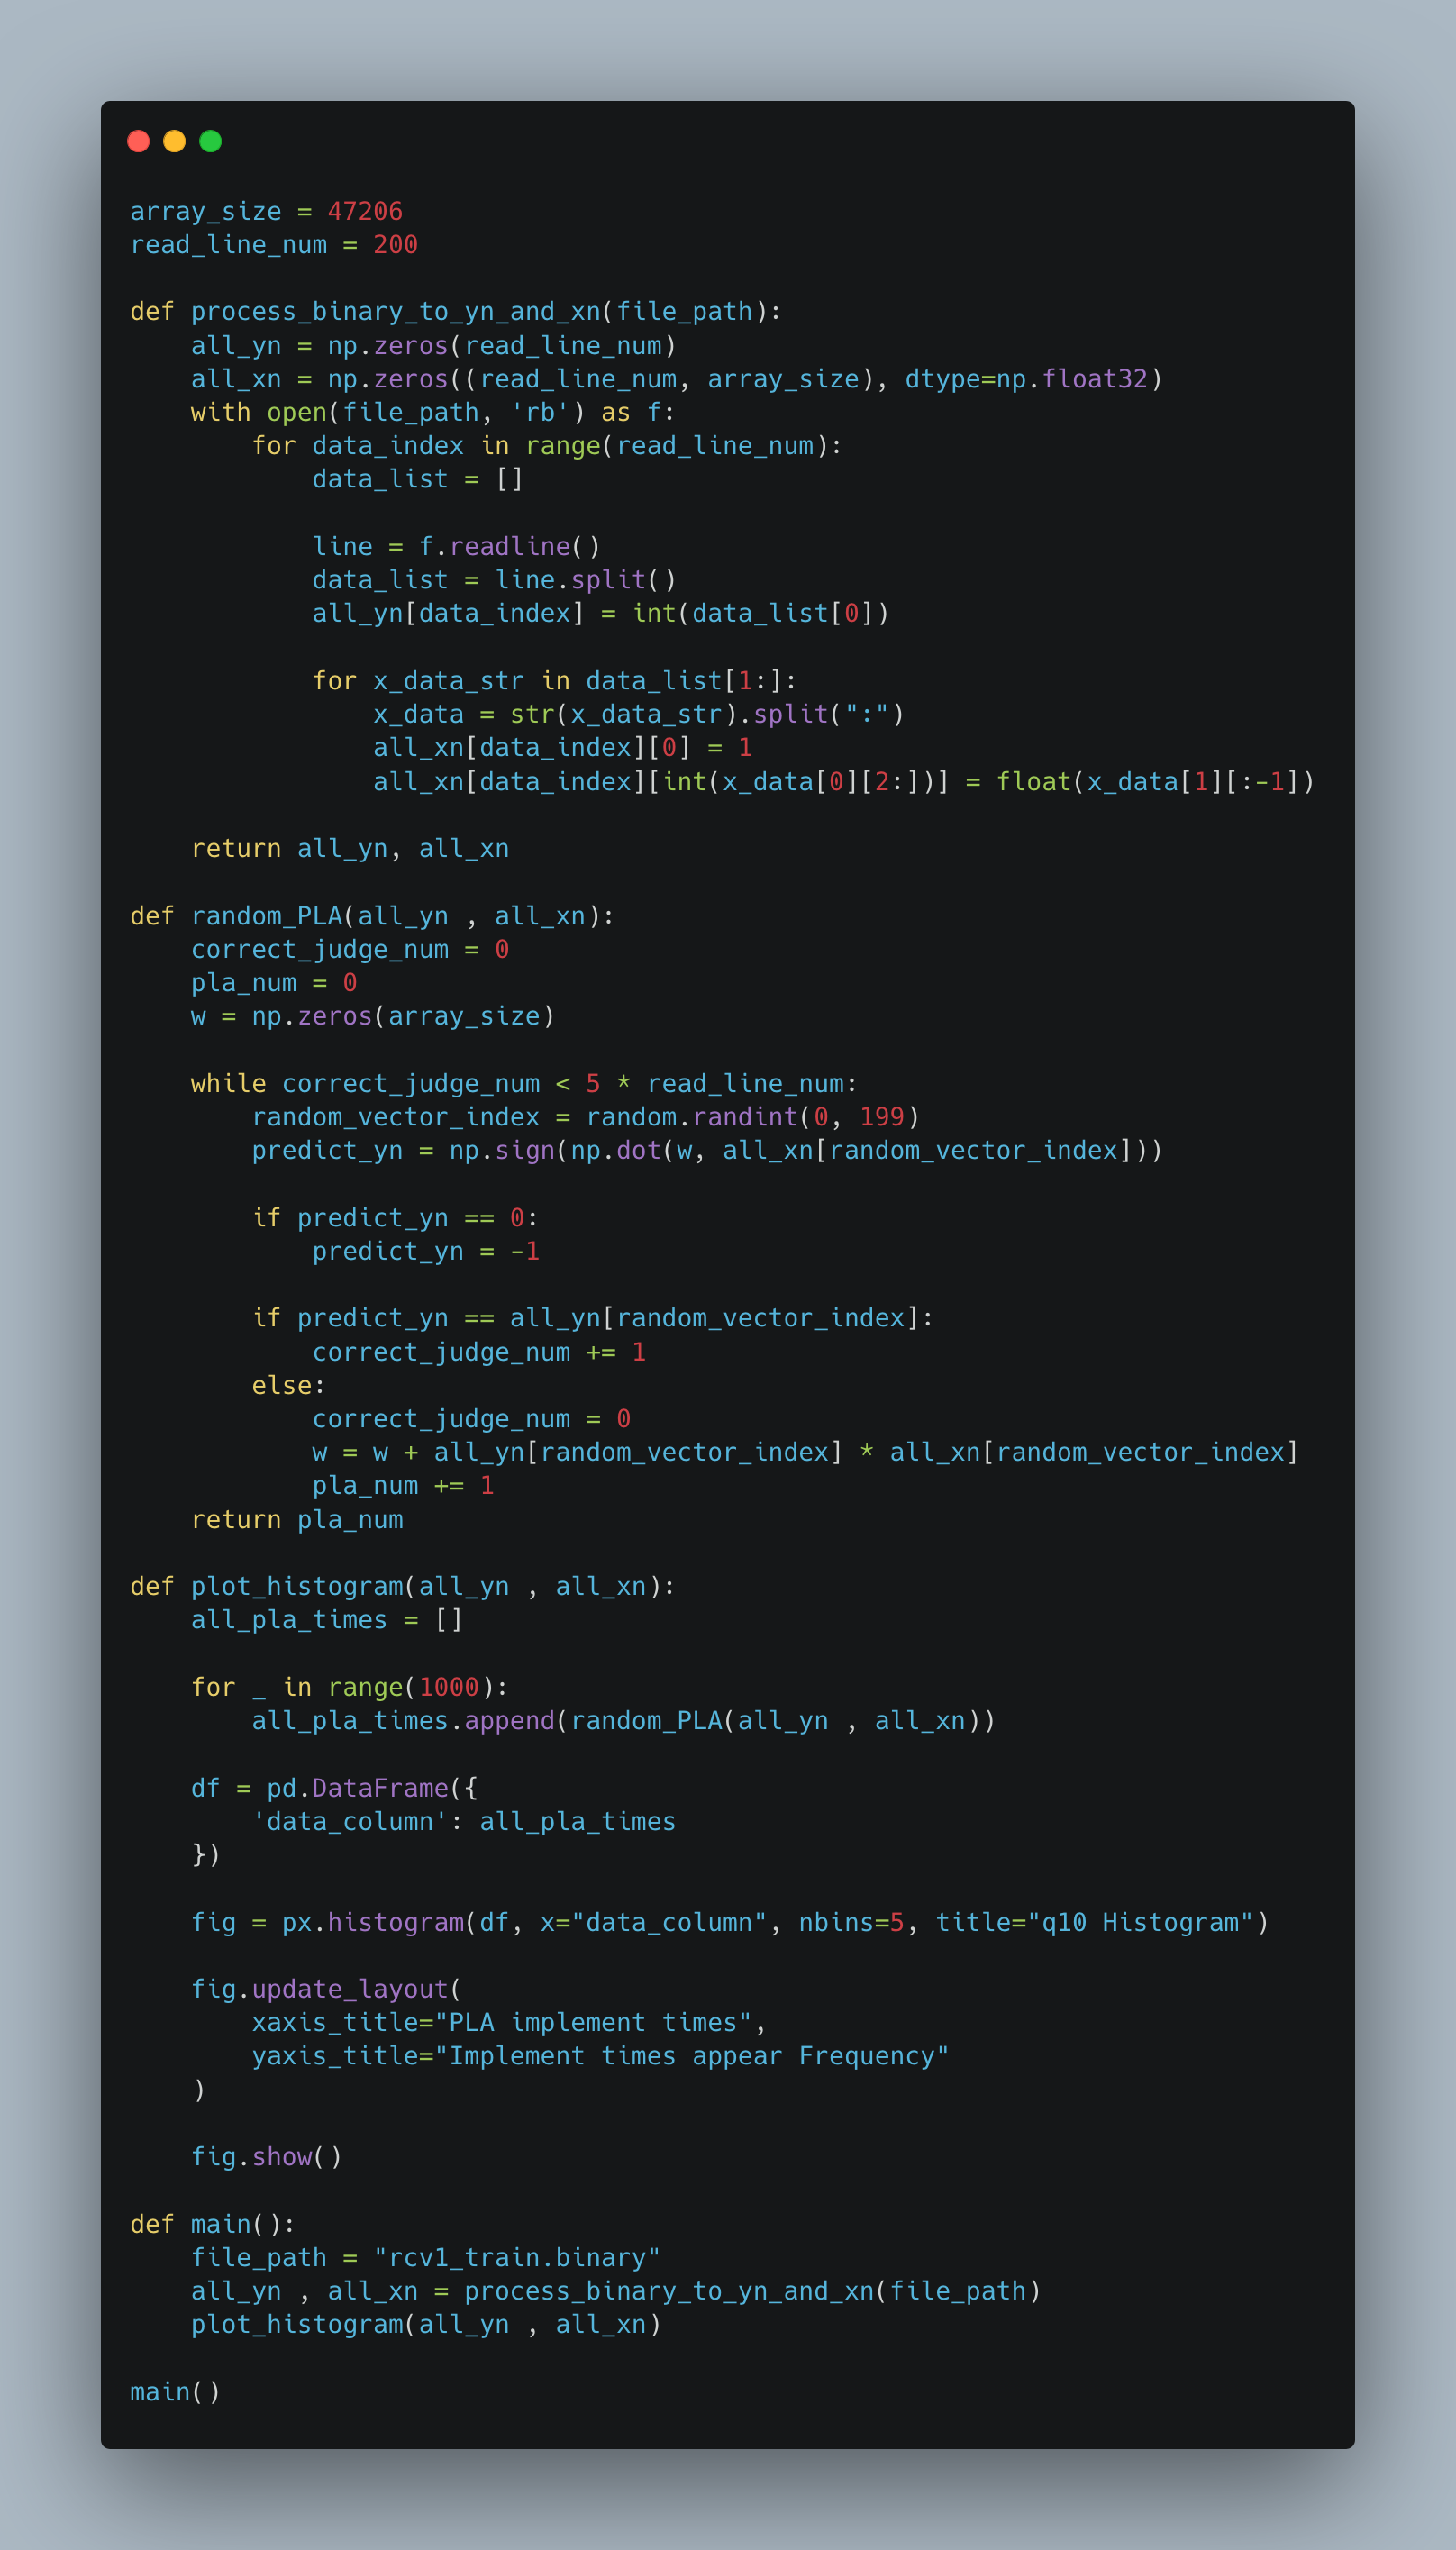 array_size = 47206
read_line_num = 200

def process_binary_to_yn_and_xn(file_path):
    all_yn = np.zeros(read_line_num)
    all_xn = np.zeros((read_line_num, array_size), dtype=np.float32)
    with open(file_path, 'rb') as f:
        for data_index in range(read_line_num):
            data_list = []

            line = f.readline()
            data_list = line.split()
            all_yn[data_index] = int(data_list[0])

            for x_data_str in data_list[1:]:
                x_data = str(x_data_str).split(":")
                all_xn[data_index][0] = 1
                all_xn[data_index][int(x_data[0][2:])] = float(x_data[1][:-1])

    return all_yn, all_xn

def random_PLA(all_yn , all_xn):
    correct_judge_num = 0
    pla_num = 0
    w = np.zeros(array_size)

    while correct_judge_num < 5 * read_line_num:
        random_vector_index = random.randint(0, 199)
        predict_yn = np.sign(np.dot(w, all_xn[random_vector_index]))

        if predict_yn == 0:
            predict_yn = -1

        if predict_yn == all_yn[random_vector_index]:
            correct_judge_num += 1
        else:
            correct_judge_num = 0
            w = w + all_yn[random_vector_index] * all_xn[random_vector_index]
            pla_num += 1
    return pla_num

def plot_histogram(all_yn , all_xn):
    all_pla_times = []

    for _ in range(1000):
        all_pla_times.append(random_PLA(all_yn , all_xn))

    df = pd.DataFrame({
        'data_column': all_pla_times
    })

    fig = px.histogram(df, x="data_column", nbins=5, title="q10 Histogram")

    fig.update_layout(
        xaxis_title="PLA implement times",
        yaxis_title="Implement times appear Frequency"
    )

    fig.show()

def main():
    file_path = "rcv1_train.binary"
    all_yn , all_xn = process_binary_to_yn_and_xn(file_path)
    plot_histogram(all_yn , all_xn)

main()